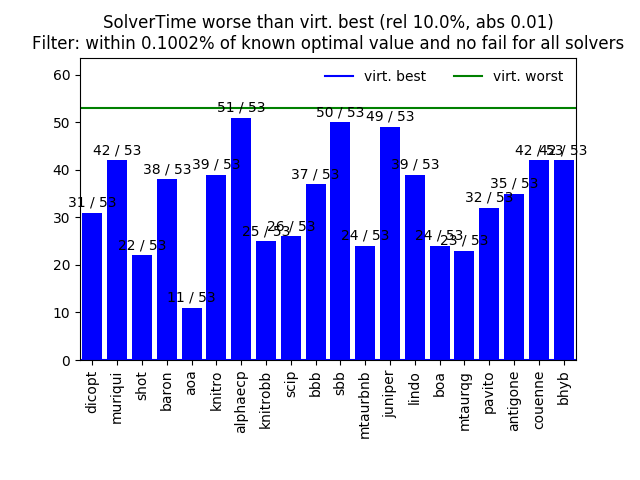 SolverTime worse than virt. best (rel 10.0%, abs 0.01)
Filter: within 0.1002% of known optimal value and no fail for all solvers
virt. best
virt. worst
60
50
40
30
20
10
0
31 / 53
42 / 53
22 / 53
38 / 53
11 / 53
39 / 53
51 / 53
25 / 53
26 / 53
37 / 53
50 / 53
24 / 53
49 / 53
39 / 53
24 / 53
23 / 53
32 / 53
35 / 53
42 / 53
42 / 53
dicopt
muriqui
shot
baron
aoa
knitro
alphaecp
knitrobb
scip
bbb
sbb
mtaurbnb
juniper
lindo
boa
mtaurqg
pavito
antigone
couenne
bhyb